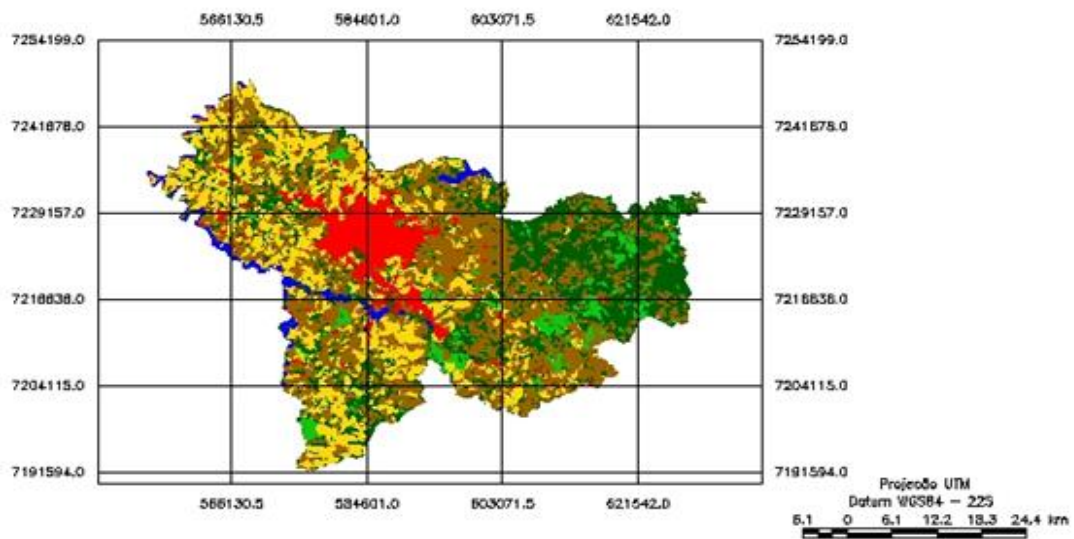 566130.5 584601.0 603071.5 621542.0
7254199.0 7254199.0
7241678.0 7241678.0
7229157.0 7229157.0
7216636.0 7216636.0
7204115.0 7204115.0
7191594.0 7191594.0
566130.5 584601.0 603071.5 621542.0
Projeção UTM
Datum WGS84 - 22S
6.1 0 6.1 12.2 18.3 24.4 km